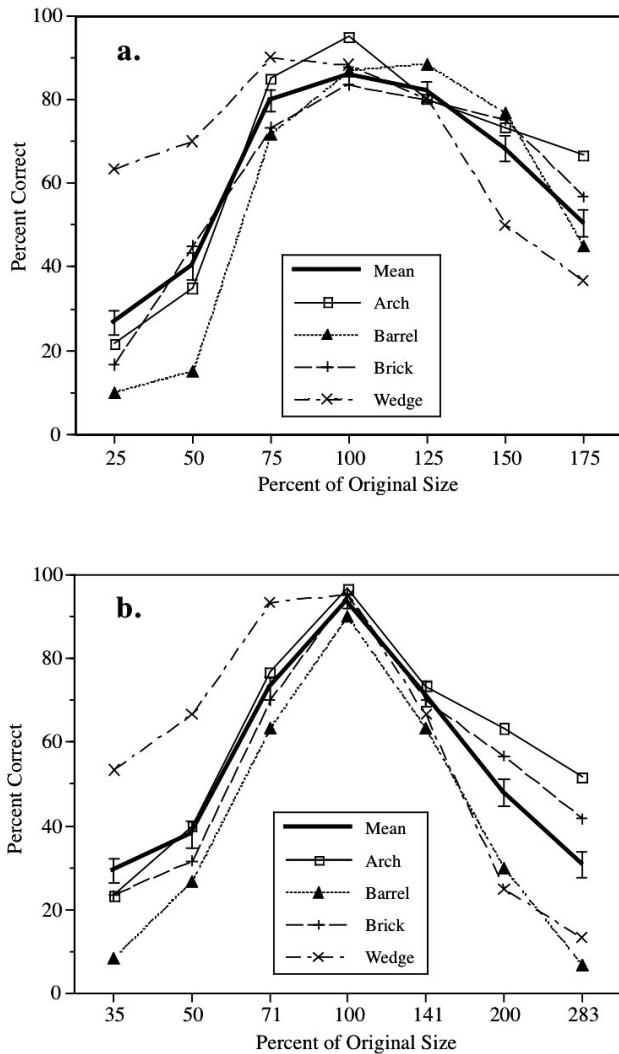 100
a.
80
60
40
20
0
Percent Correct
Mean
Arch
Barrel
Brick
Wedge
25 50 75 100 125 150 175
Percent of Original Size
100
b.
80
60
40
20
0
Percent Correct
Mean
Arch
Barrel
Brick
Wedge
35 50 71 100 141 200 283
Percent of Original Size